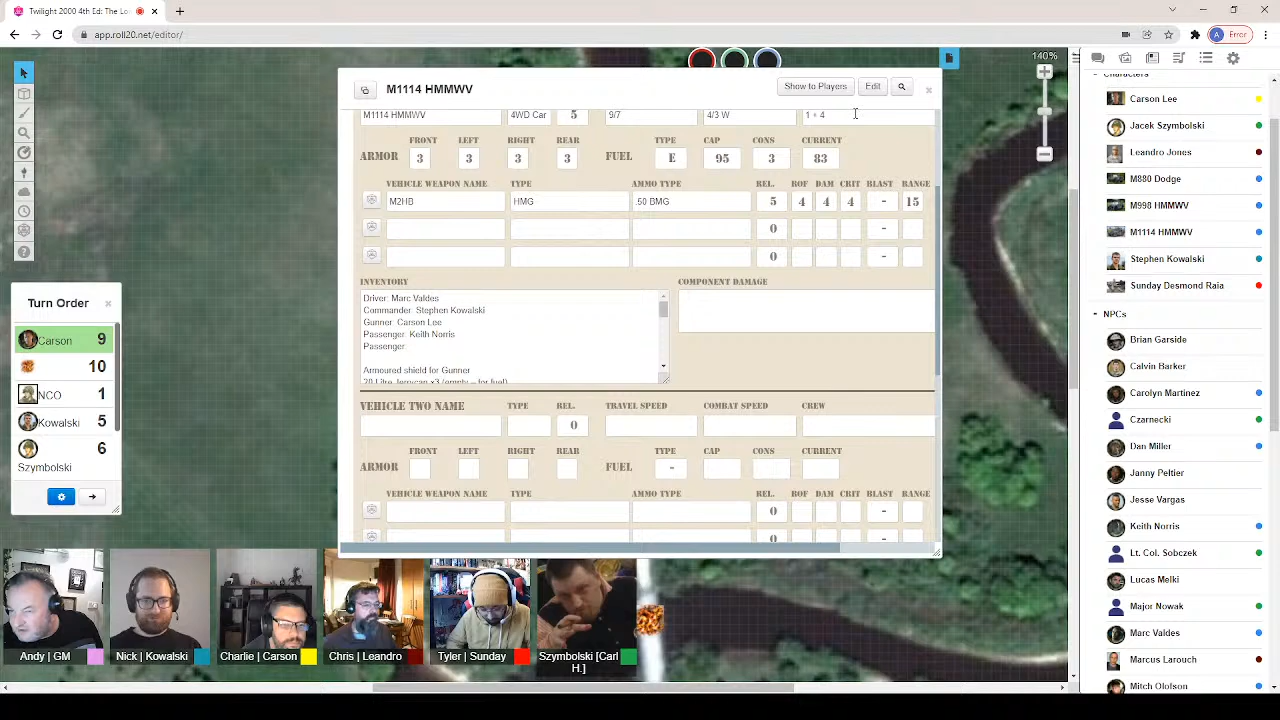 Twilight 2000 4th Ed: The Lo
app.roll20.net/editor/
A
Error
140%
M1114 HMMWV
Show to Players
Edit
M1114 HMMWV
4WD Car
5
9/7
4/3 W
1 + 4
FRONT LEFT RIGHT REAR TYPE CAP CONS CURRENT
ARMOR 3 3 3 3 FUEL E 95 3 83
VEHICLE WEAPON NAME TYPE AMMO TYPE REL. ROF DAM CRIT BLAST RANGE
M2HB HMG .50 BMG 5 4 4 4 - 15
0 -
0 -
INVENTORY
COMPONENT DAMAGE
Driver: Marc Valdes
Commander: Stephen Kowalski
Gunner: Carson Lee
Passenger: Keith Norris
Passenger:
Armoured shield for Gunner
20 Litre Jerrycan x3 (empty – for fuel)
VEHICLE TWO NAME TYPE REL. TRAVEL SPEED COMBAT SPEED CREW
0
FRONT LEFT RIGHT REAR TYPE CAP CONS CURRENT
ARMOR FUEL -
VEHICLE WEAPON NAME TYPE AMMO TYPE REL. ROF DAM CRIT BLAST RANGE
0 -
0 -
Turn Order
Carson 9
10
NCO 1
Kowalski 5
6
Szymbolski
Characters
Carson Lee
Jacek Szymbolski
Leandro Jones
M880 Dodge
M998 HMMWV
M1114 HMMWV
Stephen Kowalski
Sunday Desmond Raia
NPCs
Brian Garside
Calvin Barker
Carolyn Martinez
Czarnecki
Dan Miller
Janny Peltier
Jesse Vargas
Keith Norris
Lt. Col. Sobczek
Lucas Melki
Major Nowak
Marc Valdes
Marcus Larouch
Mitch Olofson
Andy | GM
Nick | Kowalski
Charlie | Carson
Chris | Leandro
Tyler | Sunday
Szymbolski [Carl
H.]